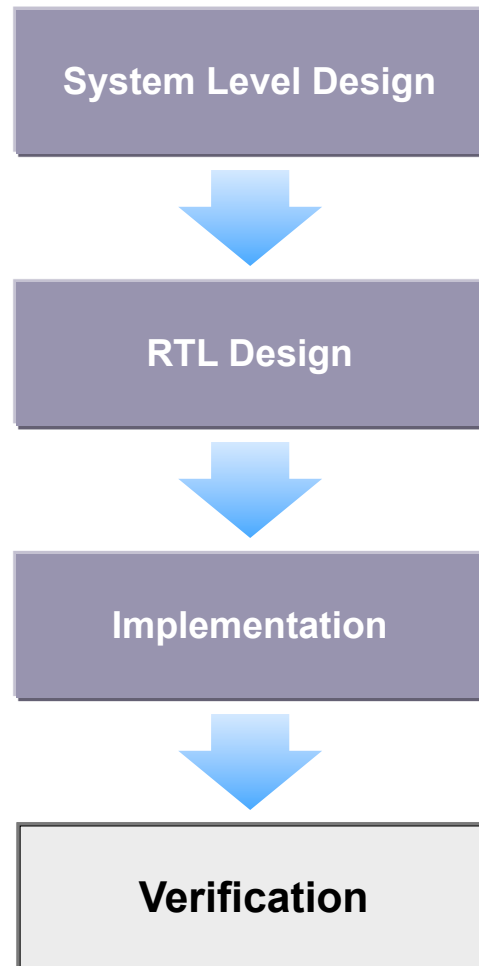 System Level Design
RTL Design
Implementation
Verification